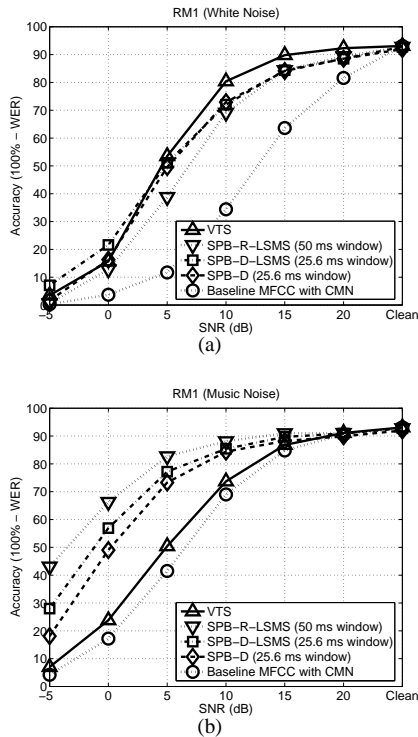 RM1 (White Noise)
Accuracy (100% – WER)
100
90
80
70
60
50
40
30
20
10
0
VTS
SPB–R–LSMS (50 ms window)
SPB–D–LSMS (25.6 ms window)
SPB–D (25.6 ms window)
Baseline MFCC with CMN
–5 0 5 10 15 20 Clean
SNR (dB)
(a)
RM1 (Music Noise)
Accuracy (100% – WER)
100
90
80
70
60
50
40
30
20
10
0
VTS
SPB–R–LSMS (50 ms window)
SPB–D–LSMS (25.6 ms window)
SPB–D (25.6 ms window)
Baseline MFCC with CMN
–5 0 5 10 15 20 Clean
SNR (dB)
(b)